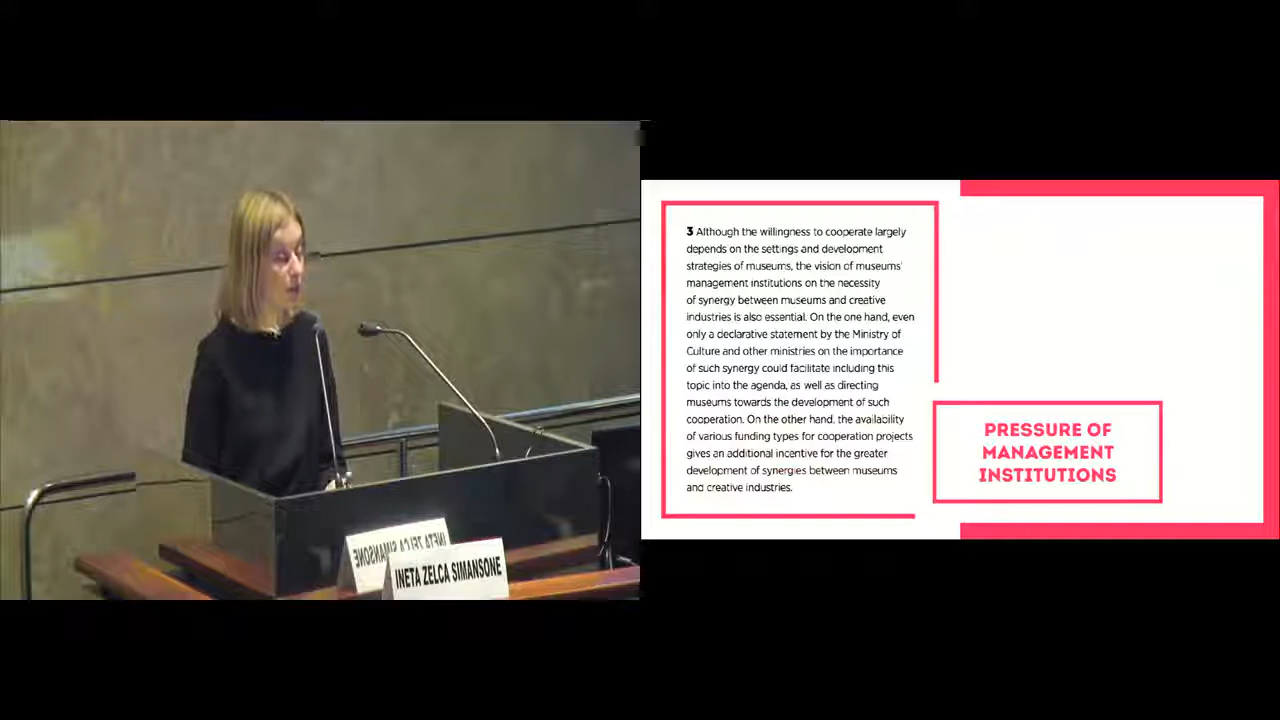 INETA ZELCA SIMANSONE
INETA ZELCA SIMANSONE
3 Although the willingness to cooperate largely
depends on the settings and development
strategies of museums, the vision of museums'
management institutions on the necessity
of synergy between museums and creative
industries is also essential. On the one hand, even
only a declarative statement by the Ministry of
Culture and other ministries on the importance
of such synergy could facilitate including this
topic into the agenda, as well as directing
museums towards the development of such
cooperation. On the other hand, the availability
of various funding types for cooperation projects
gives an additional incentive for the greater
development of synergies between museums
and creative industries.
PRESSURE OF
MANAGEMENT
INSTITUTIONS